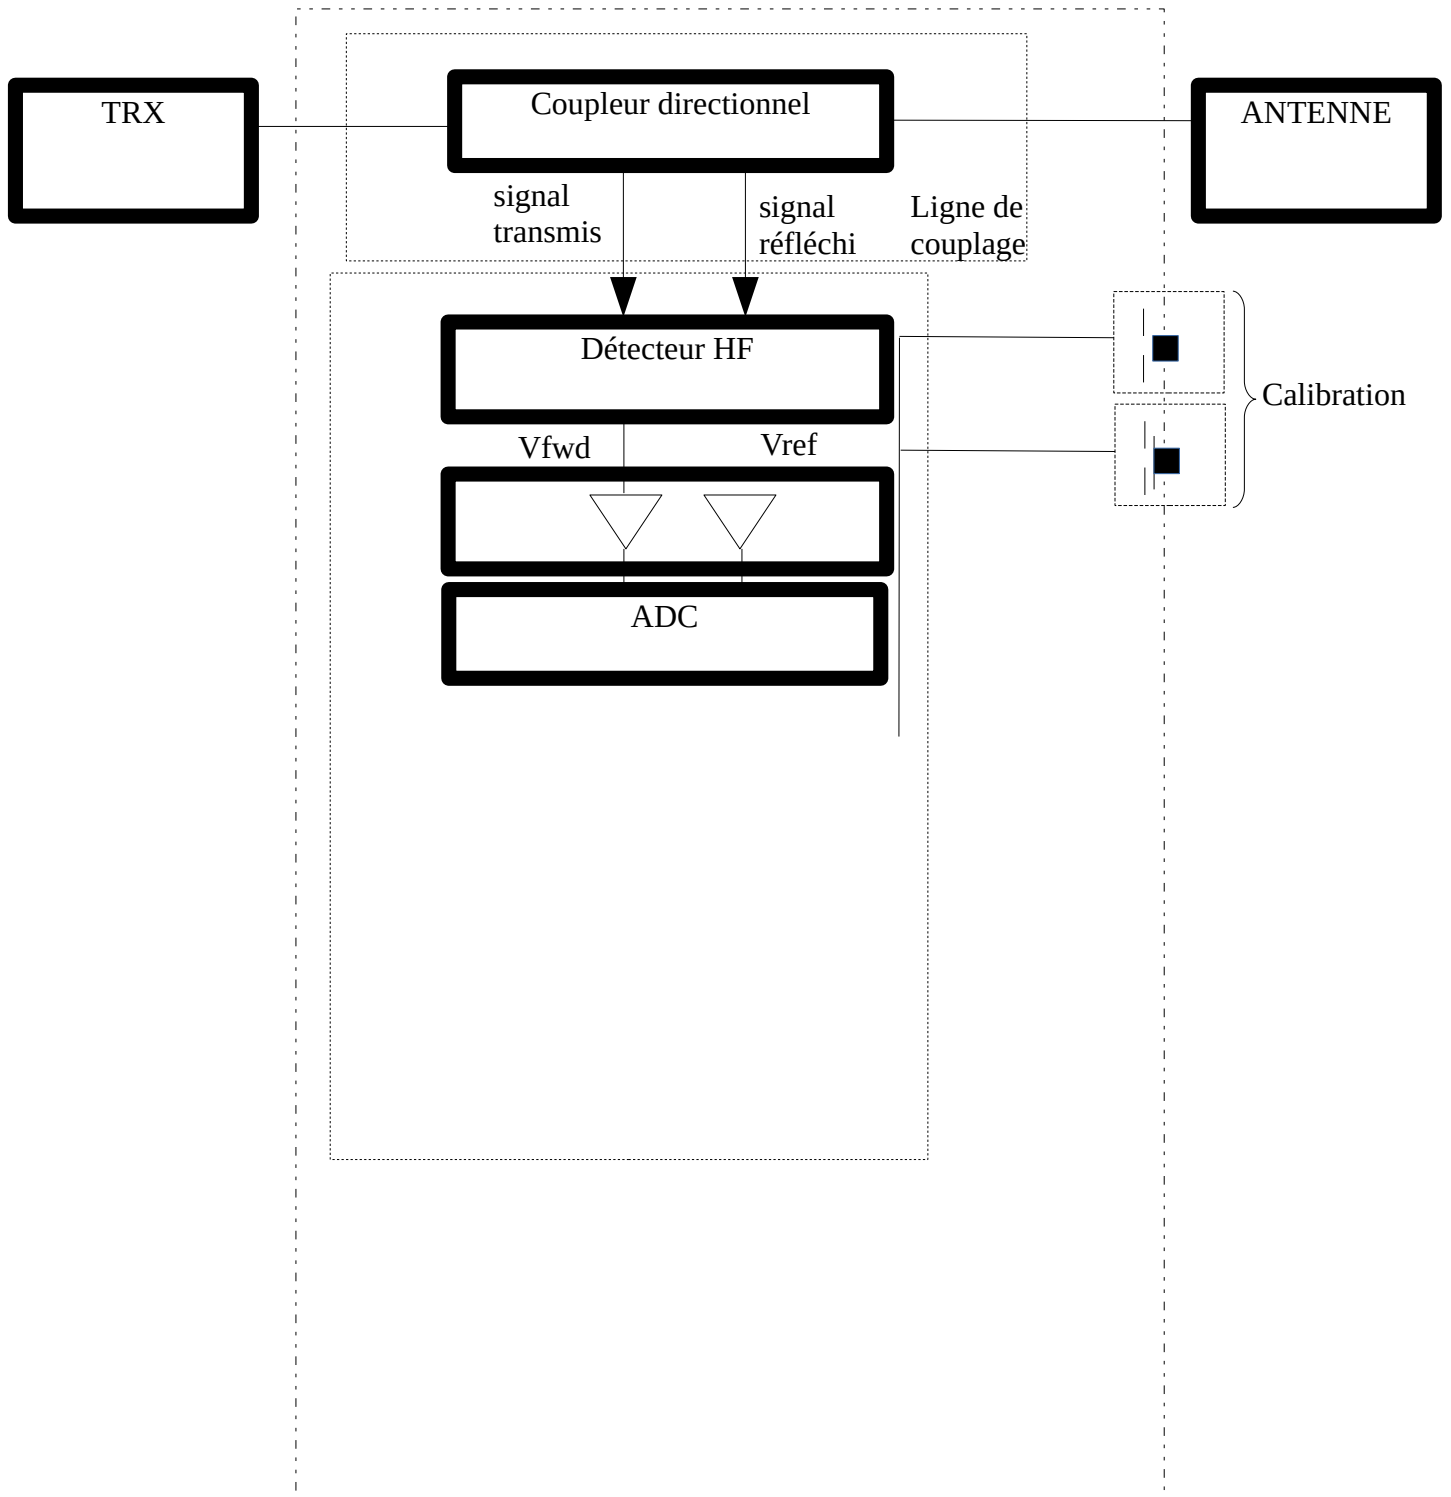 TRX
Coupleur directionnel
ANTENNE
signal
transmis
signal
réfléchi
Ligne de
couplage
Détecteur HF
Calibration
Vfwd
Vref
ADC